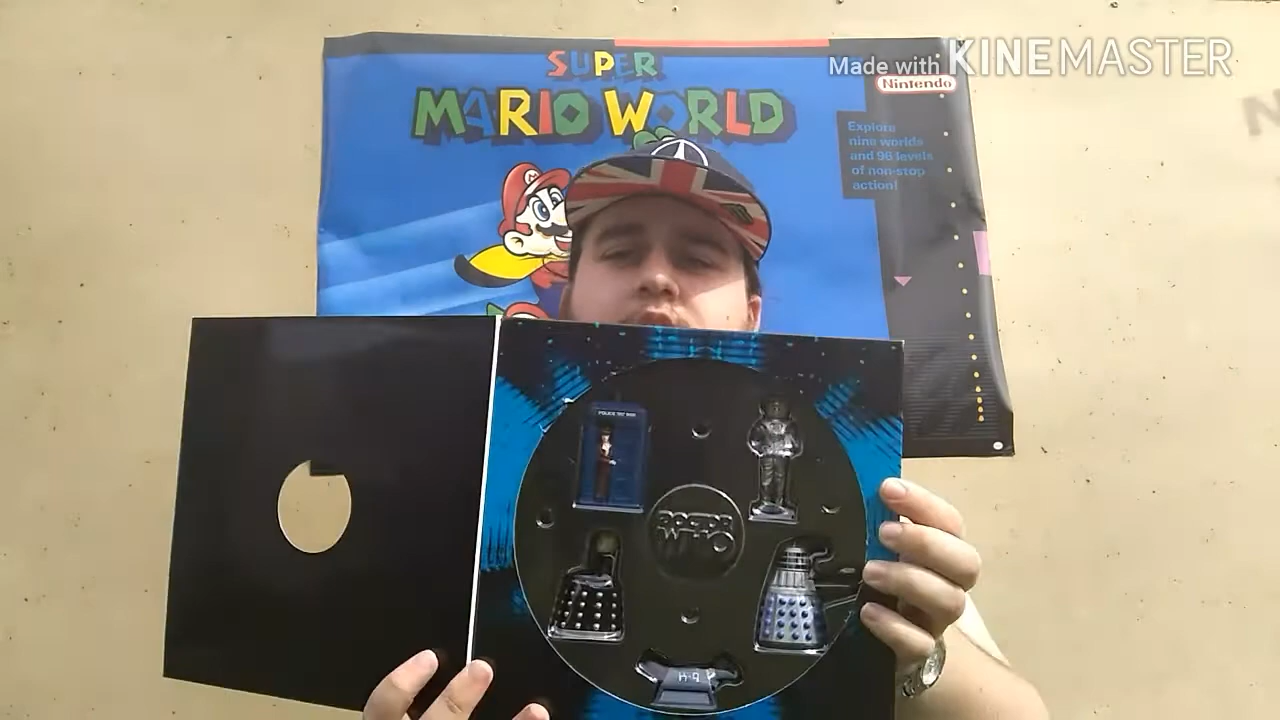 SUPER
MARIO WORLD
Made with KINEMASTER
Nintendo
Explore
nine worlds
and 96 levels
of non-stop
action!
POLICE BOX
DOCTOR
WHO
K-9